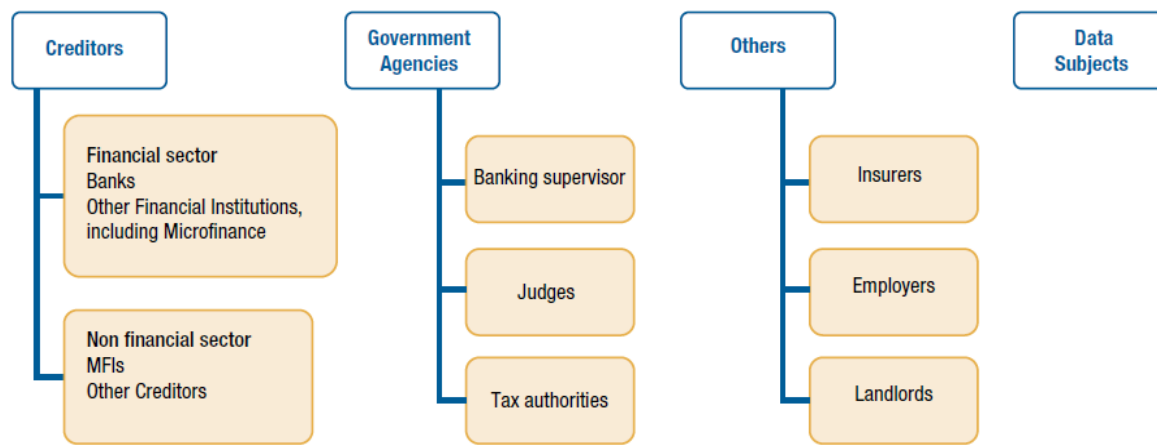 Creditors
Financial sector
Banks
Other Financial Institutions,
including Microfinance
Non financial sector
MFIs
Other Creditors
Government
Agencies
Banking supervisor
Judges
Tax authorities
Others
Insurers
Employers
Landlords
Data
Subjects